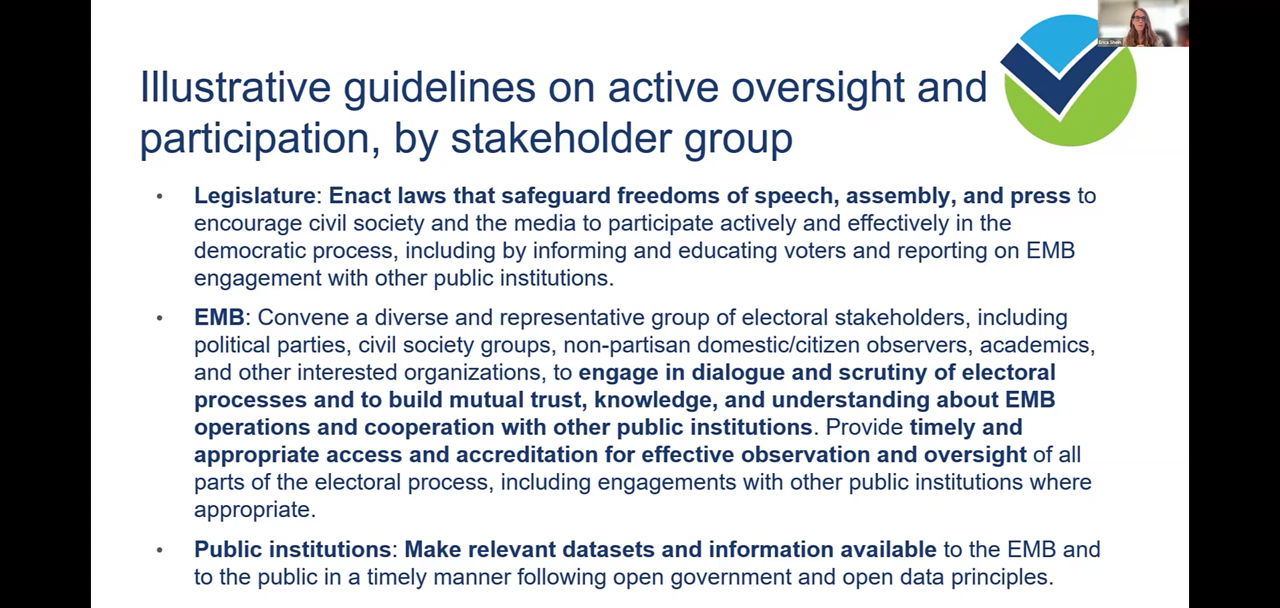 Illustrative guidelines on active oversight and
participation, by stakeholder group
• Legislature: Enact laws that safeguard freedoms of speech, assembly, and press to
encourage civil society and the media to participate actively and effectively in the
democratic process, including by informing and educating voters and reporting on EMB
engagement with other public institutions.
• EMB: Convene a diverse and representative group of electoral stakeholders, including
political parties, civil society groups, non-partisan domestic/citizen observers, academics,
and other interested organizations, to engage in dialogue and scrutiny of electoral
processes and to build mutual trust, knowledge, and understanding about EMB
operations and cooperation with other public institutions. Provide timely and
appropriate access and accreditation for effective observation and oversight of all
parts of the electoral process, including engagements with other public institutions where
appropriate.
• Public institutions: Make relevant datasets and information available to the EMB and
to the public in a timely manner following open government and open data principles.